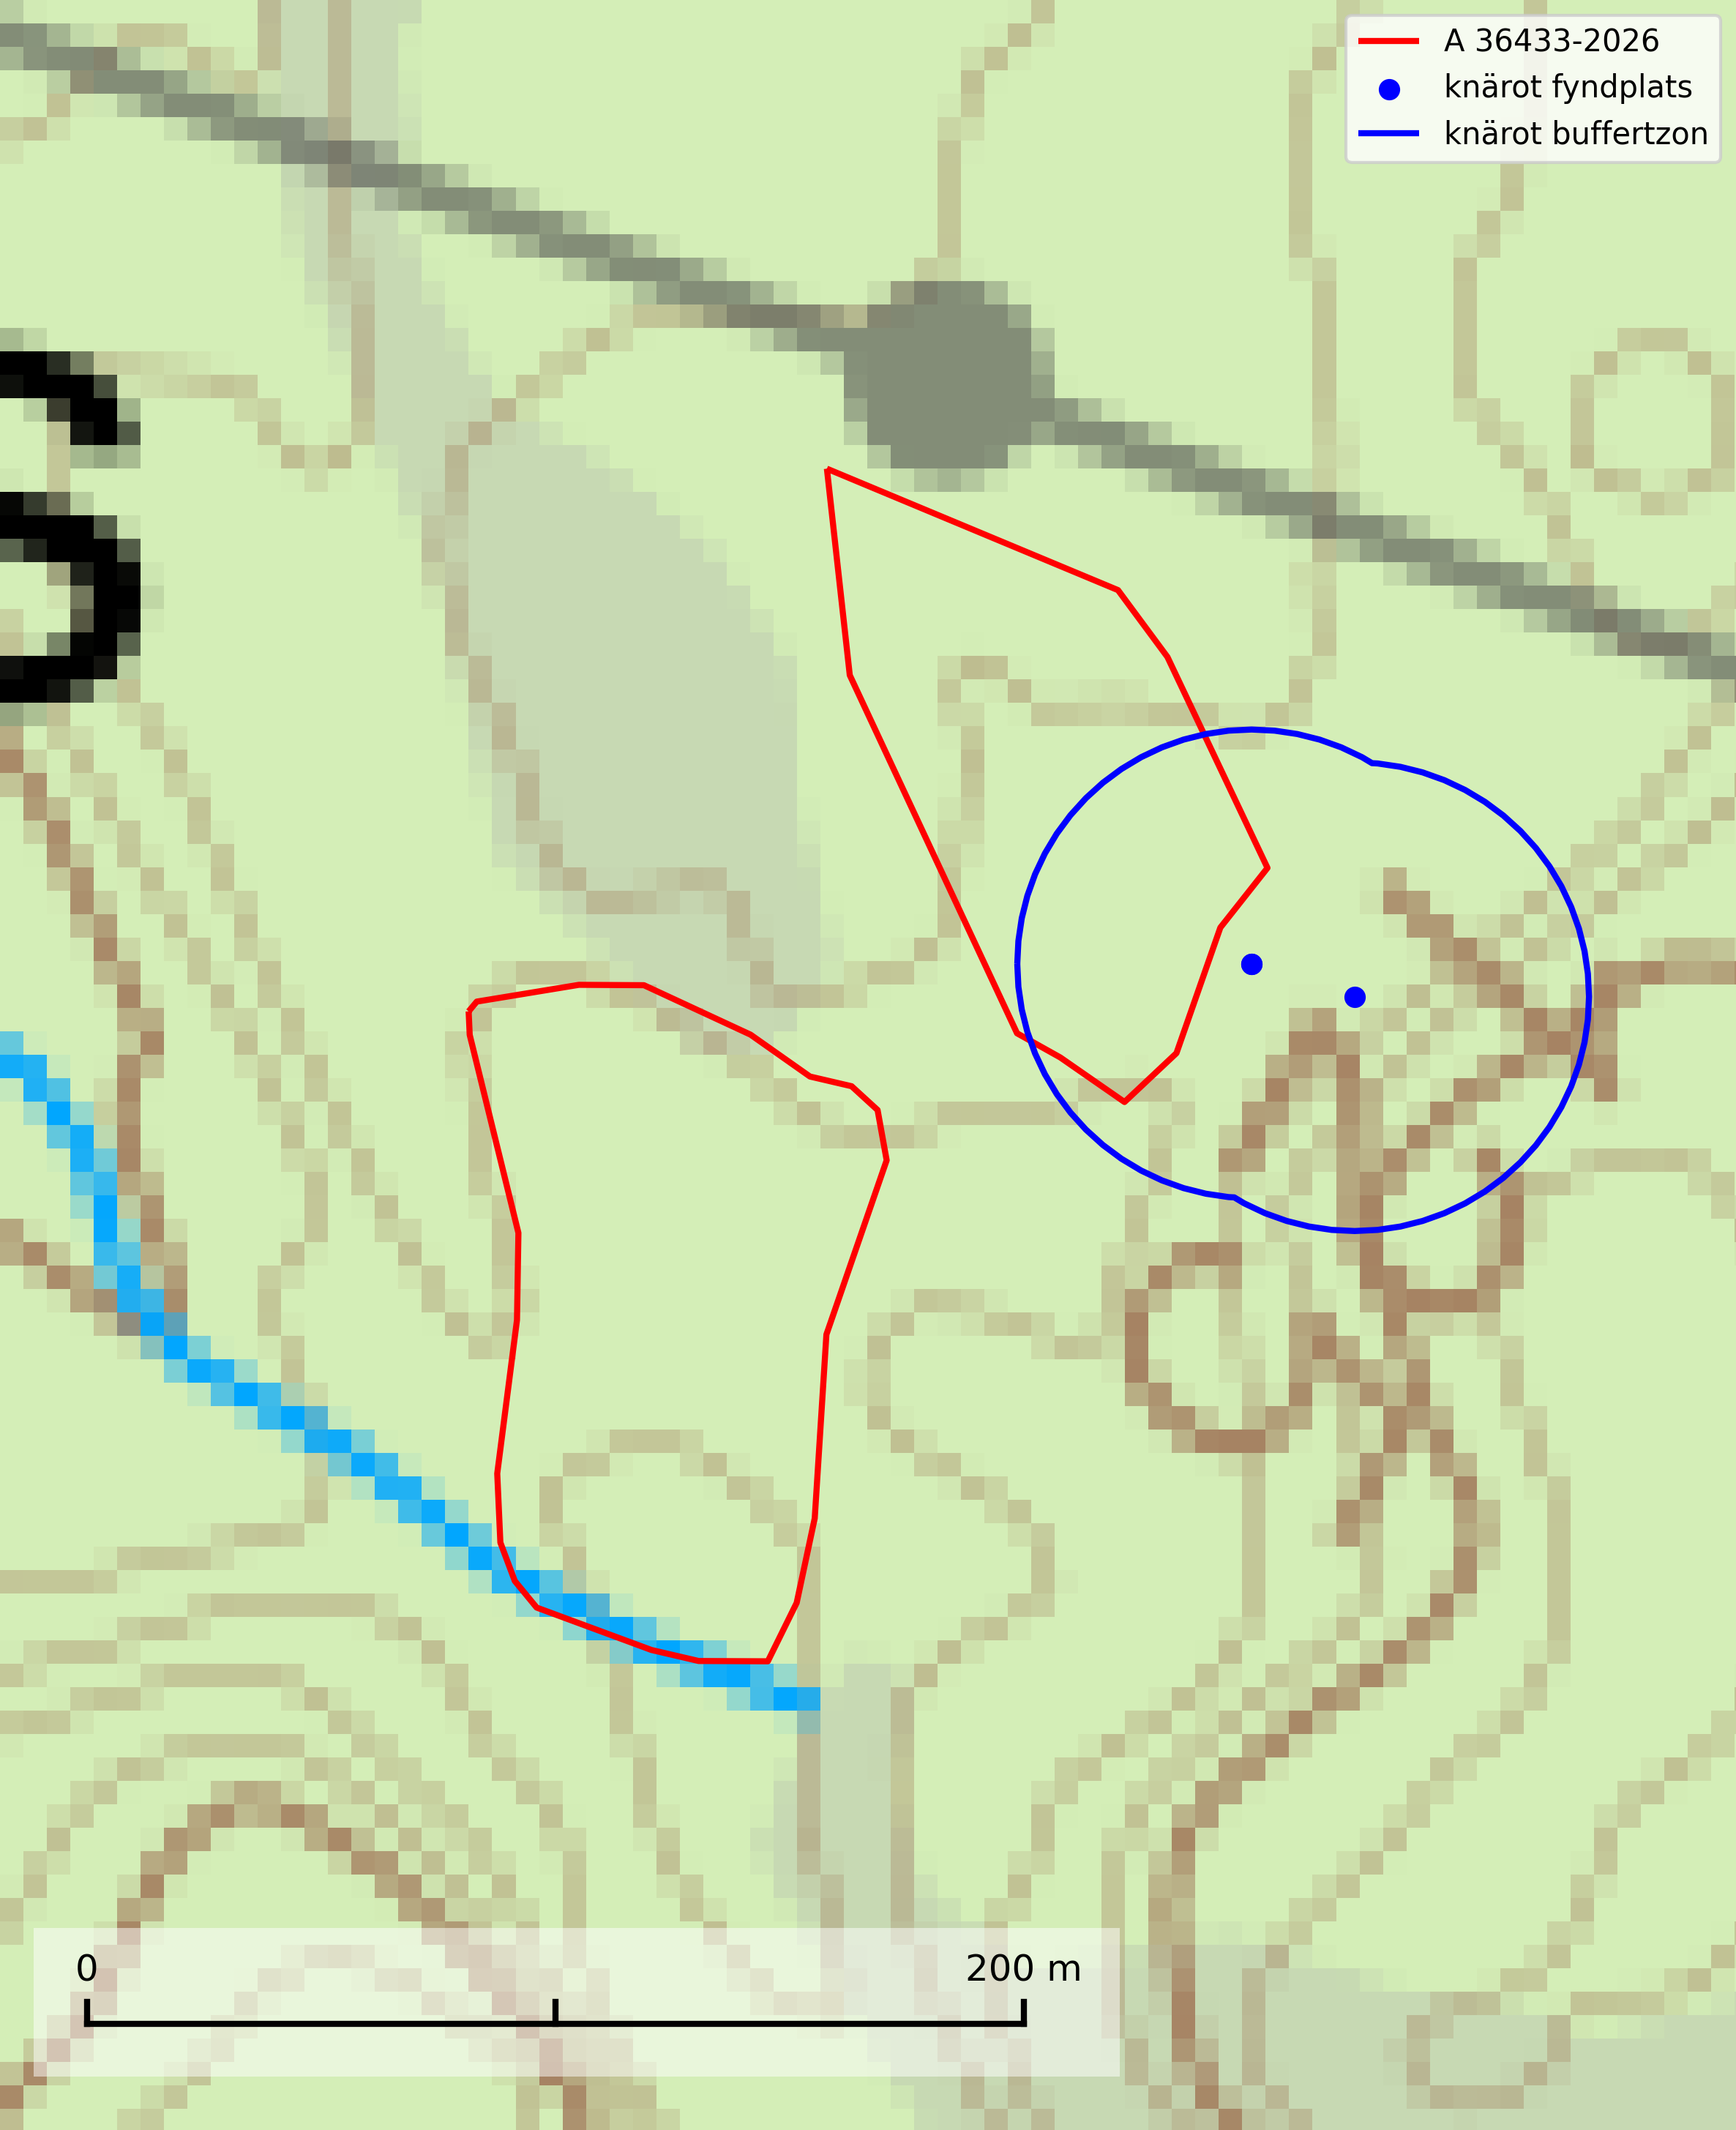 A 36433-2026
knärot fyndplats
knärot buffertzon
0 200 m